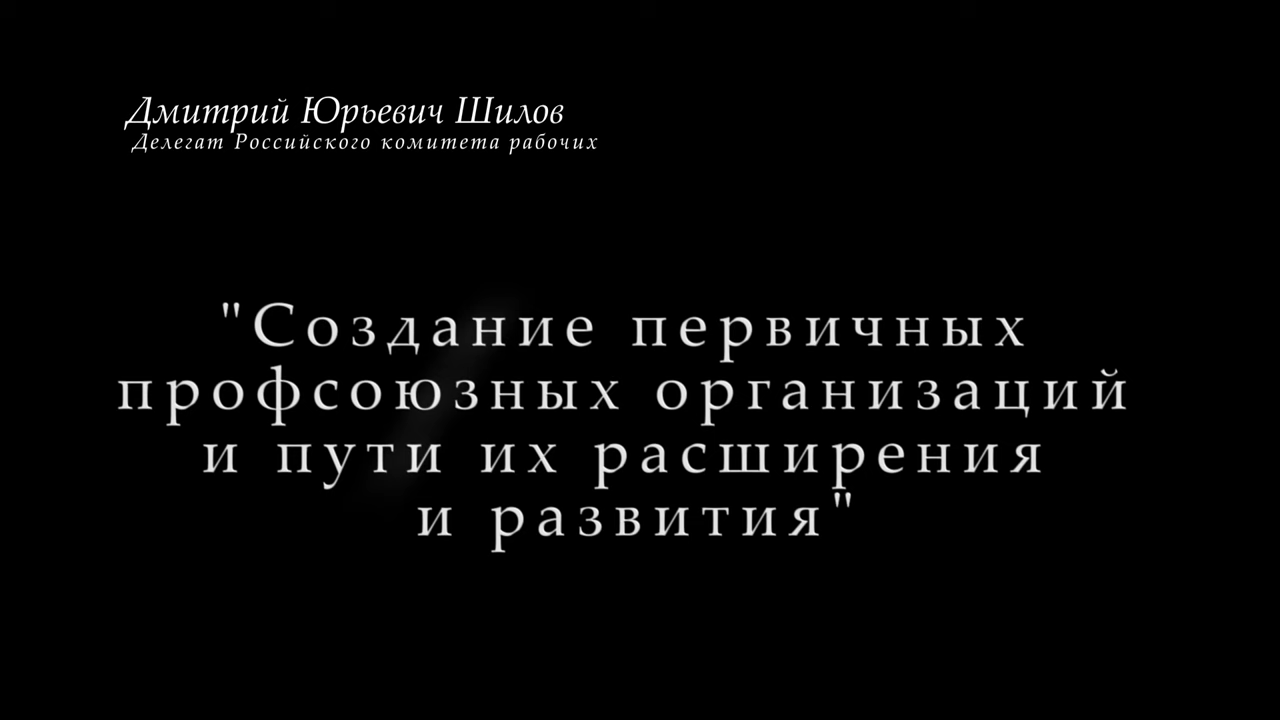 Дмитрий Юрьевич Шилов
Делегат Российского комитета рабочих
"Создание первичных
профсоюзных организаций
и пути их расширения
и развития"